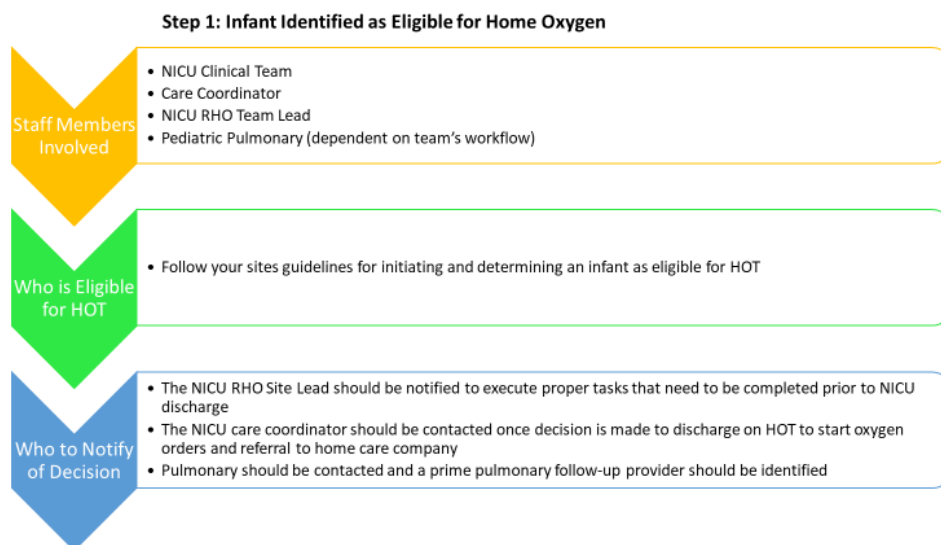 Step 1: Infant Identified as Eligible for Home Oxygen
Staff Members
Involved
• NICU Clinical Team
• Care Coordinator
• NICU RHO Team Lead
• Pediatric Pulmonary (dependent on team's workflow)
Who is Eligible
for HOT
• Follow your sites guidelines for initiating and determining an infant as eligible for HOT
Who to Notify
of Decision
• The NICU RHO Site Lead should be notified to execute proper tasks that need to be completed prior to NICU
discharge
• The NICU care coordinator should be contacted once decision is made to discharge on HOT to start oxygen
orders and referral to home care company
• Pulmonary should be contacted and a prime pulmonary follow-up provider should be identified